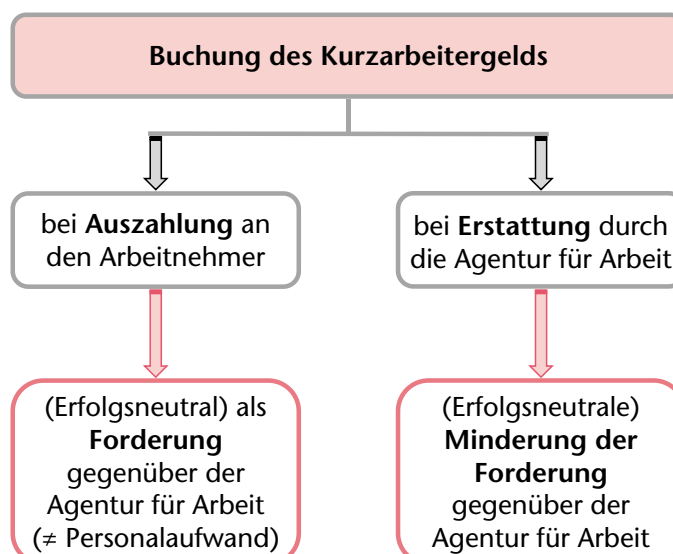 Buchung des Kurzarbeitergelds
bei Auszahlung an
den Arbeitnehmer
bei Erstattung durch
die Agentur für Arbeit
(Erfolgsneutral) als
Forderung
gegenüber der
Agentur für Arbeit
(≠ Personalaufwand)
(Erfolgsneutrale)
Minderung der
Forderung
gegenüber der
Agentur für Arbeit